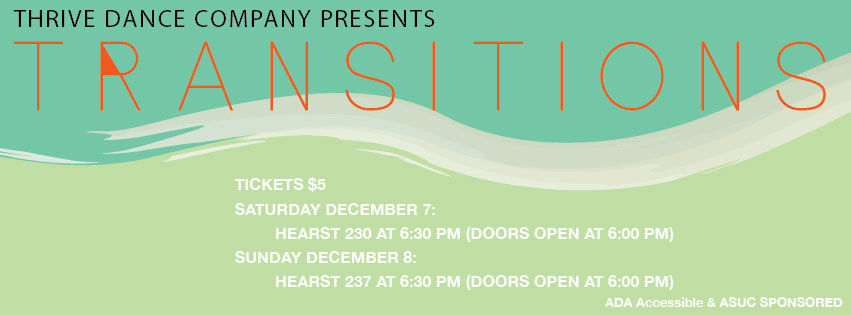 THRIVE DANCE COMPANY PRESENTS
TRANSITIONS
TICKETS $5
SATURDAY DECEMBER 7:
HEARST 230 AT 6:30 PM (DOORS OPEN AT 6:00 PM)
SUNDAY DECEMBER 8:
HEARST 237 AT 6:30 PM (DOORS OPEN AT 6:00 PM)
ADA Accessible & ASUC SPONSORED